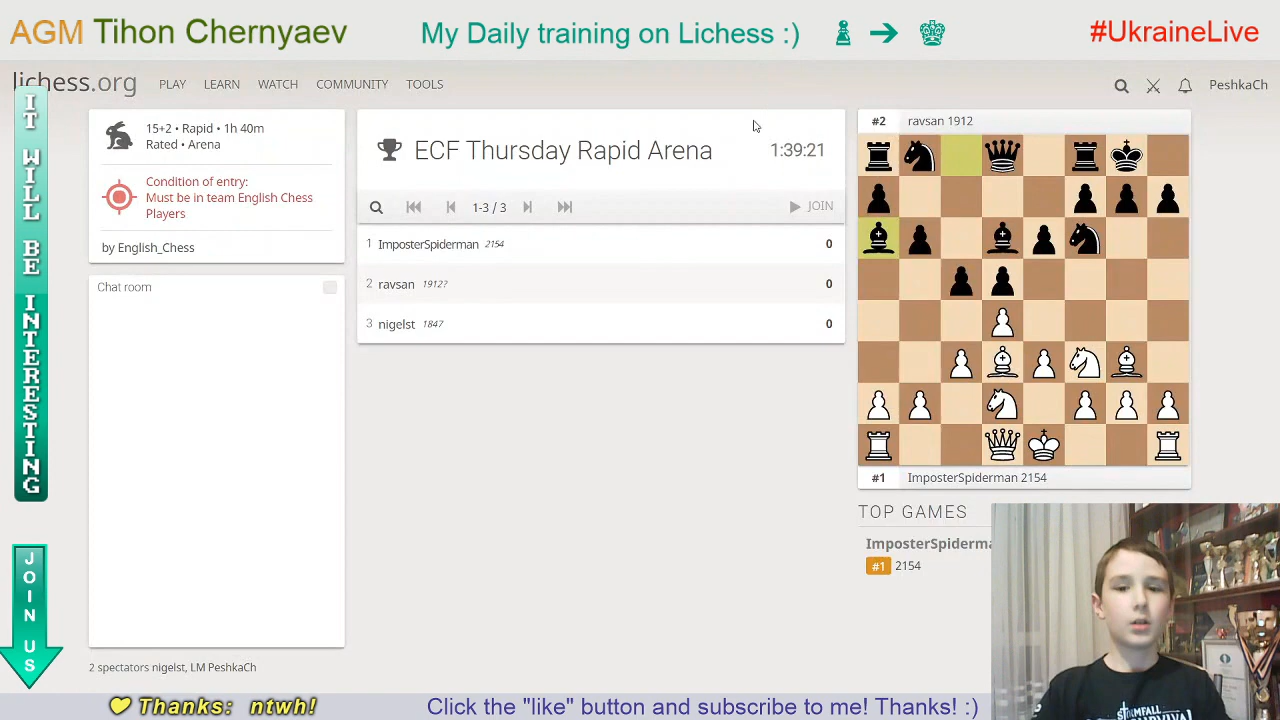 AGM Tihon Chernyaev
My Daily training on Lichess :)
#UkraineLive
lichess.org
PLAY
LEARN
WATCH
COMMUNITY
TOOLS
PeshkaCh
IT WILL BE INTERESTING
JOIN US
15+2 • Rapid • 1h 40m
Rated • Arena
Condition of entry:
Must be in team English Chess
Players
by English_Chess
Chat room
2 spectators nigelst, LM PeshkaCh
ECF Thursday Rapid Arena
1:39:21
1-3 / 3
JOIN
1 ImposterSpiderman 2154 0
2 ravsan 1912? 0
3 nigelst 1847 0
#2 ravsan 1912
#1 ImposterSpiderman 2154
TOP GAMES
ImposterSpiderma
#1 2154
Thanks: ntwh!
Click the "like" button and subscribe to me! Thanks! :)